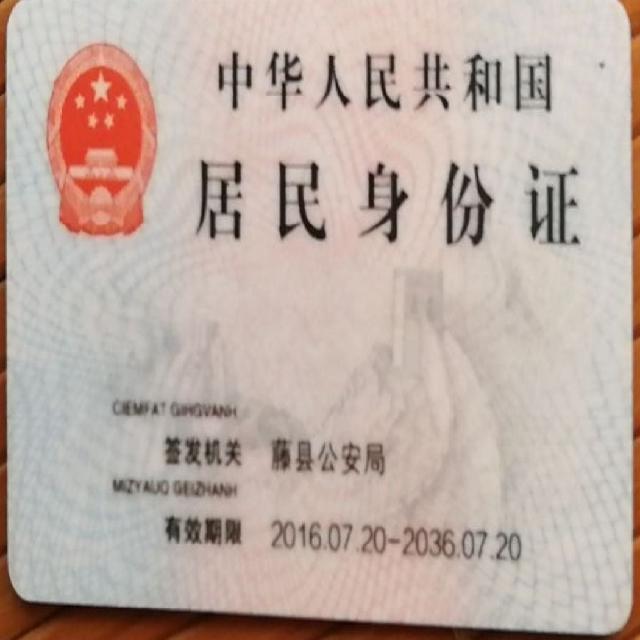 中华人民共和国
居民身份证
CIEMFAT GIHGVANH
签发机关 藤县公安局
MIZYAUQ GEIZHANH
有效期限 2016.07.20-2036.07.20